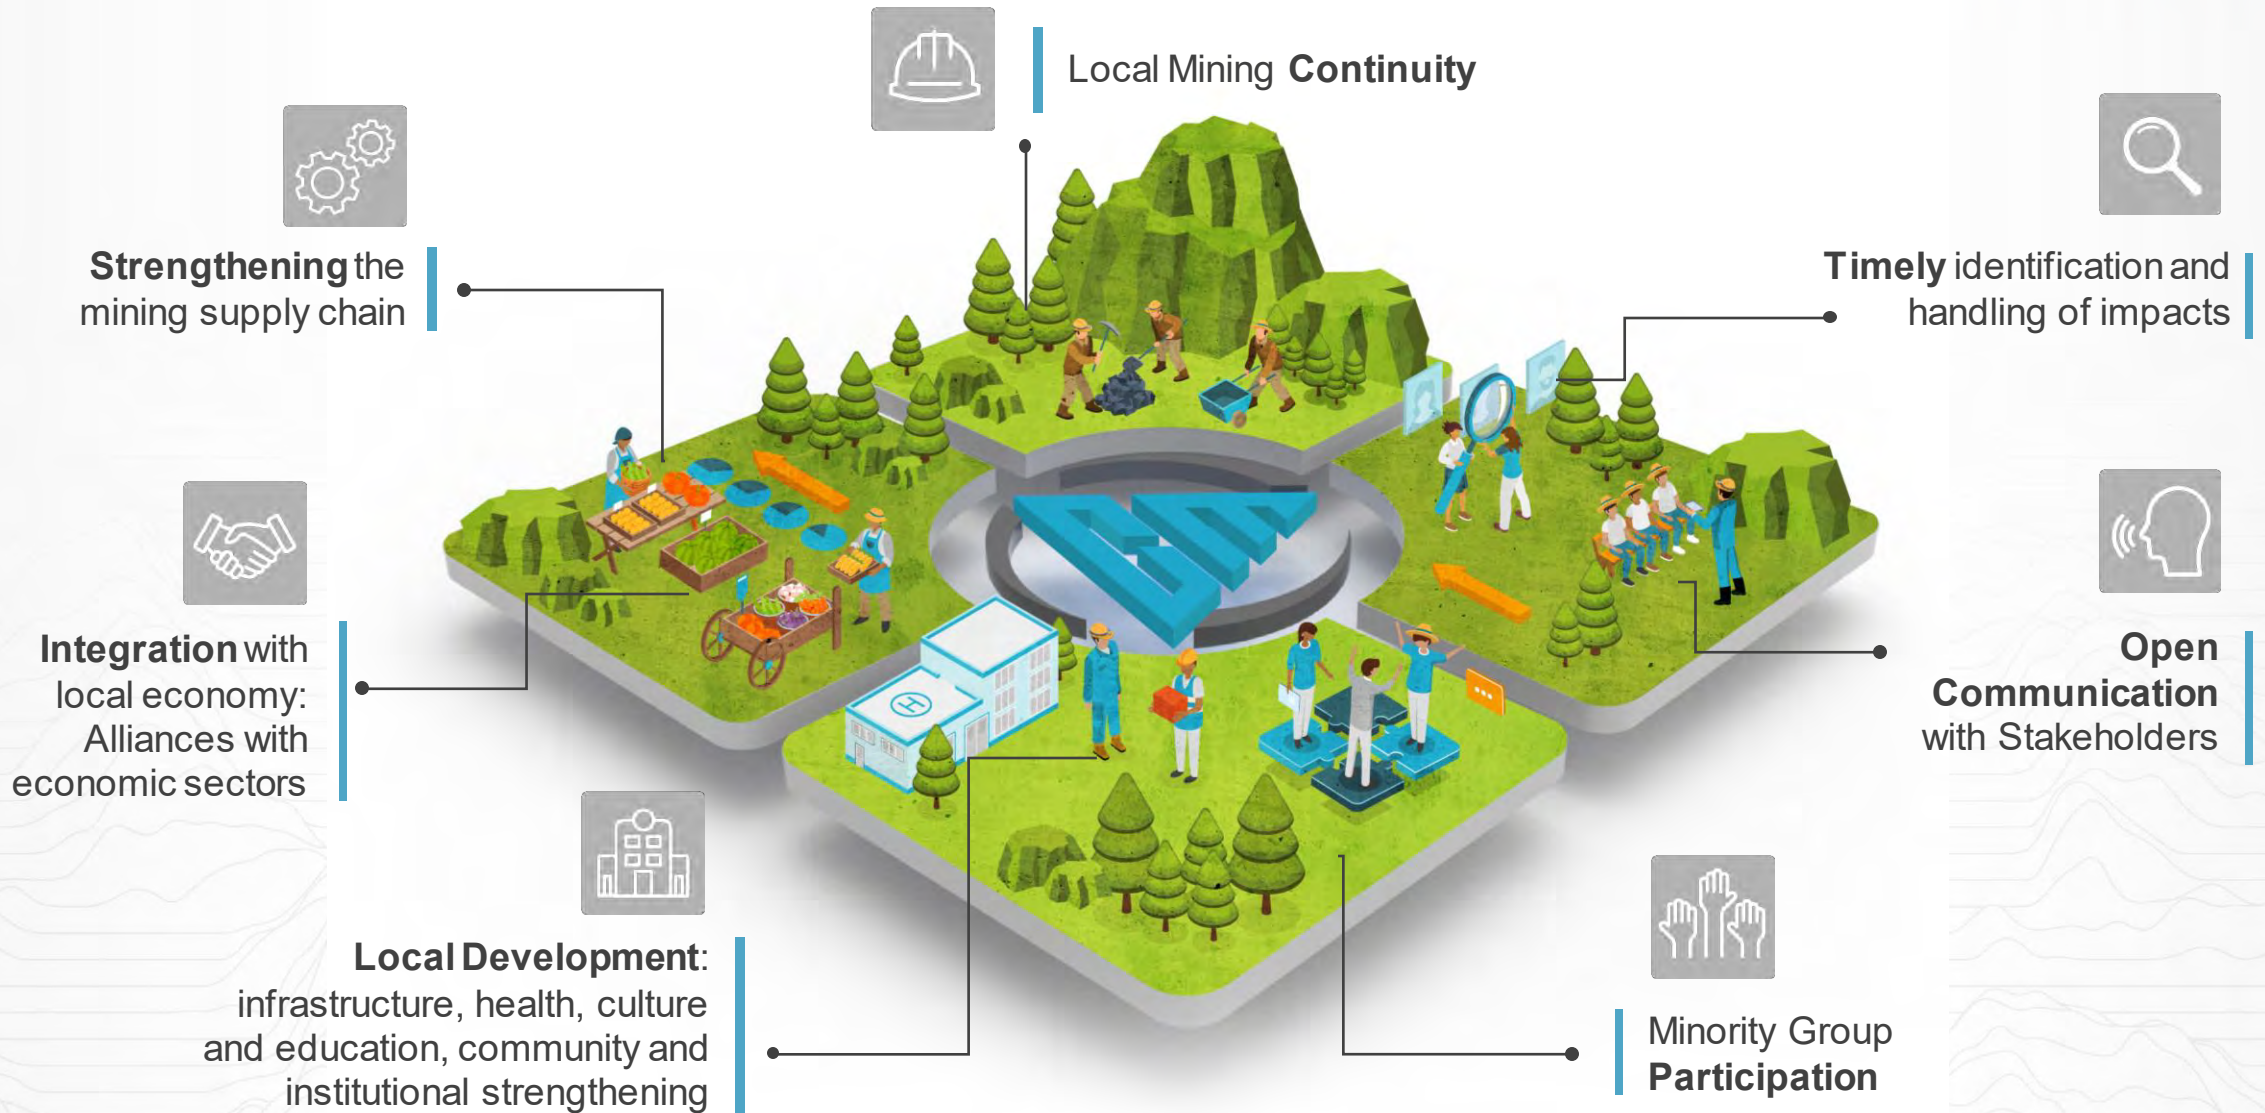 Local Mining Continuity
Strengthening the
mining supply chain
Timely identification and
handling of impacts
Integration with
local economy:
Alliances with
economic sectors
Open
Communication
with Stakeholders
Local Development:
infrastructure, health, culture
and education, community and
institutional strengthening
Minority Group
Participation
H